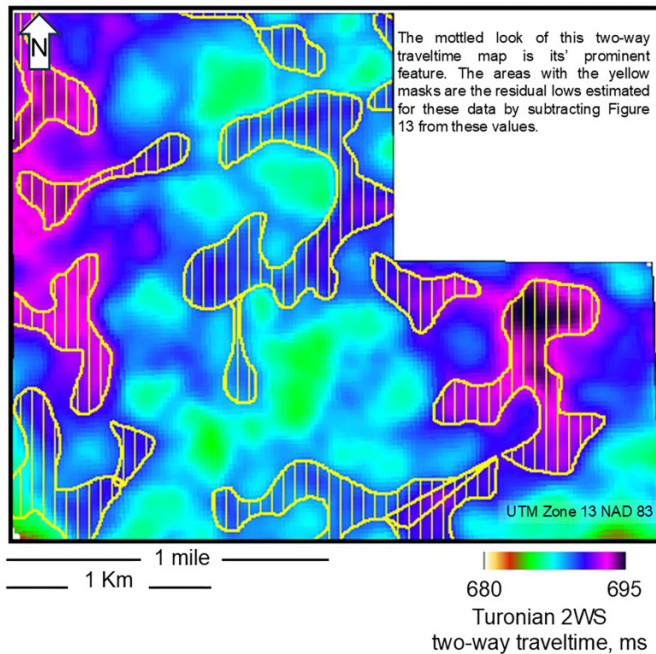 N
The mottled look of this two-way
traveltime map is its' prominent
feature. The areas with the yellow
masks are the residual lows estimated
for these data by subtracting Figure
13 from these values.
UTM Zone 13 NAD 83
1 mile
1 Km
680 695
Turonian 2WS
two-way traveltime, ms